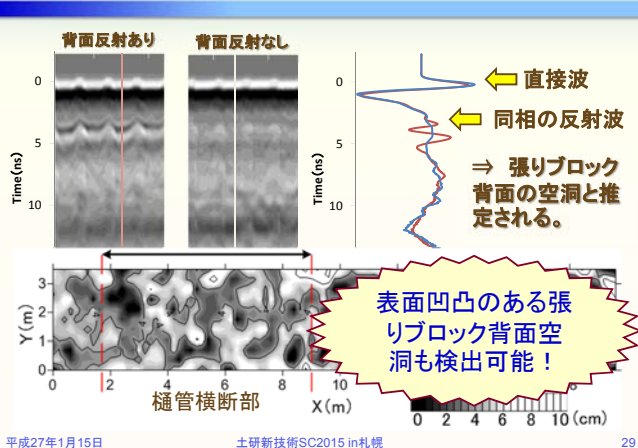 背面反射あり
背面反射なし
0
5
10
Time(ns)
0
5
10
Time(ns)
直接波
同相の反射波
⇒ 張りブロック
背面の空洞と推
定される。
3
2
1
0
Y(m)
0
2
4
6
8
10
樋管横断部
X(m)
表面凹凸のある張
りブロック背面空
洞も検出可能！
0 2 4 6 8 10(cm)
平成27年1月15日
土研新技術SC2015 in札幌
29